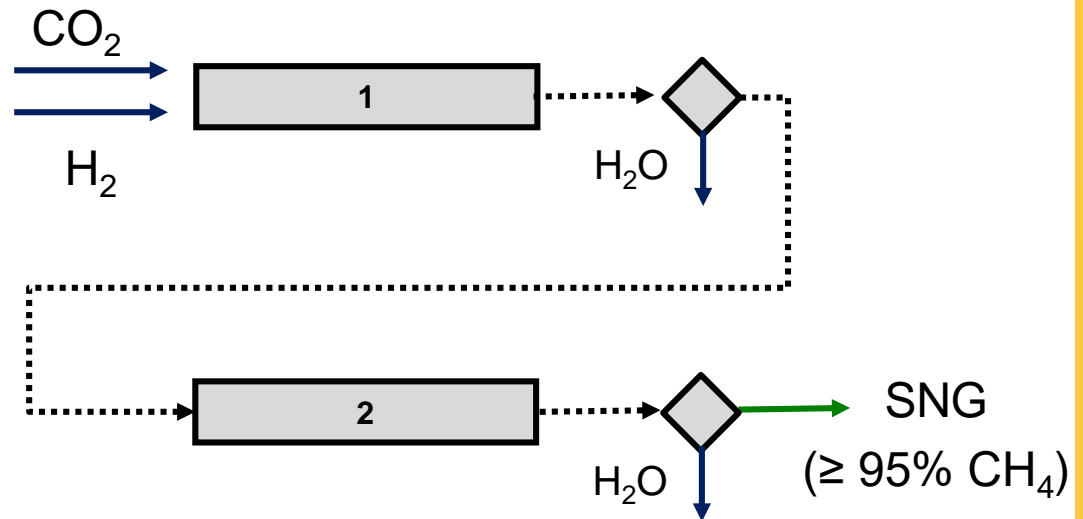 CO₂
1
H₂
H₂O
2
SNG
H₂O
(≥ 95% CH₄)